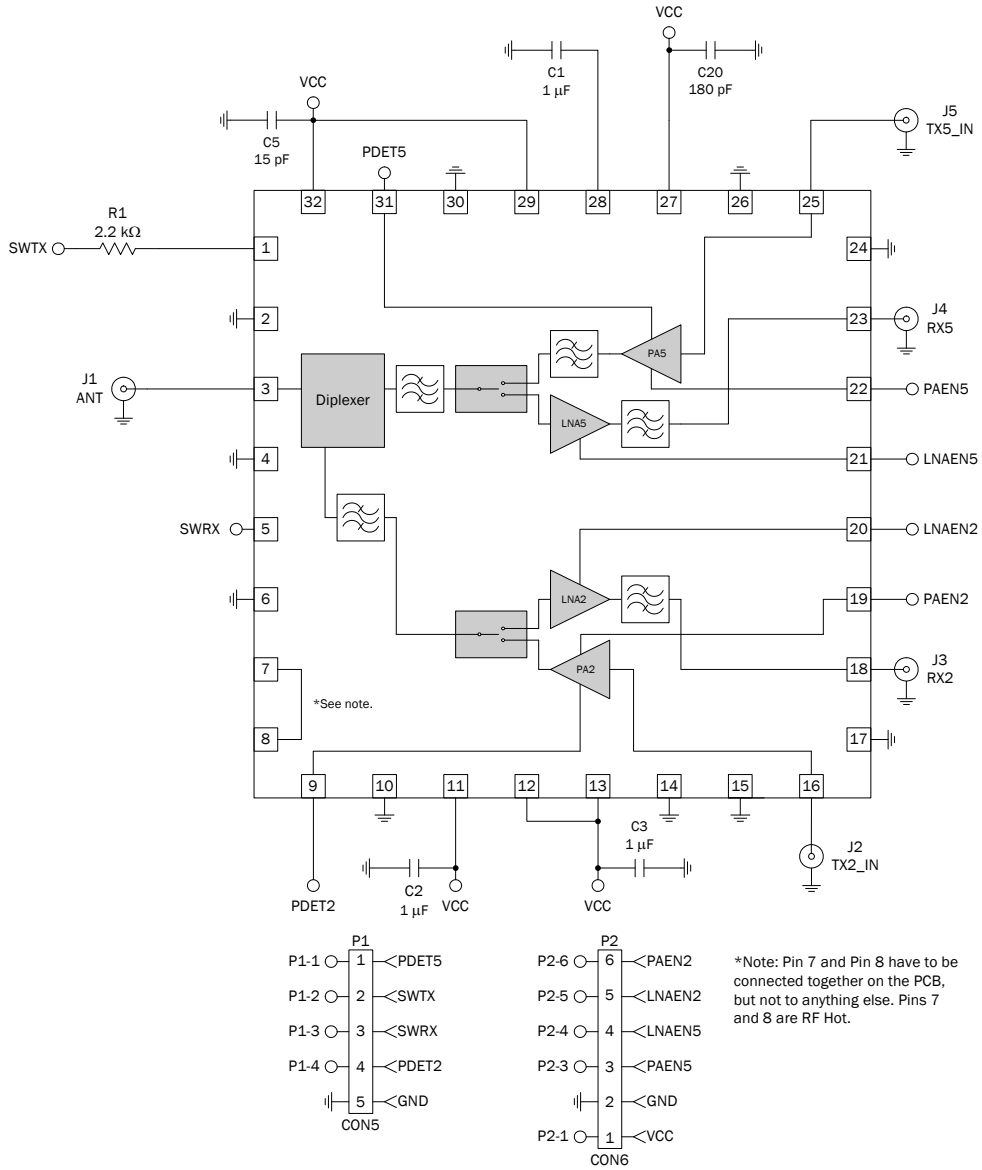 VCC
C1
1 µF
C20
180 pF
VCC
C5
15 pF
PDET5
J5
TX5_IN
32
31
30
29
28
27
26
25
R1
2.2 kΩ
SWTX
1
24
2
23
J4
RX5
J1
ANT
3
Diplexer
PA5
22
PAEN5
LNA5
4
21
LNAEN5
SWRX
5
20
LNAEN2
6
LNA2
19
PAEN2
7
PA2
18
J3
RX2
*See note.
8
17
9
10
11
12
13
14
15
16
C3
1 µF
J2
TX2_IN
C2
1 µF
PDET2
VCC
VCC
P1
P1-1
1
PDET5
P1-2
2
SWTX
P1-3
3
SWRX
P1-4
4
PDET2
5
GND
CON5
P2
P2-6
6
PAEN2
P2-5
5
LNAEN2
P2-4
4
LNAEN5
P2-3
3
PAEN5
2
GND
P2-1
1
VCC
CON6
*Note: Pin 7 and Pin 8 have to be
connected together on the PCB,
but not to anything else. Pins 7
and 8 are RF Hot.